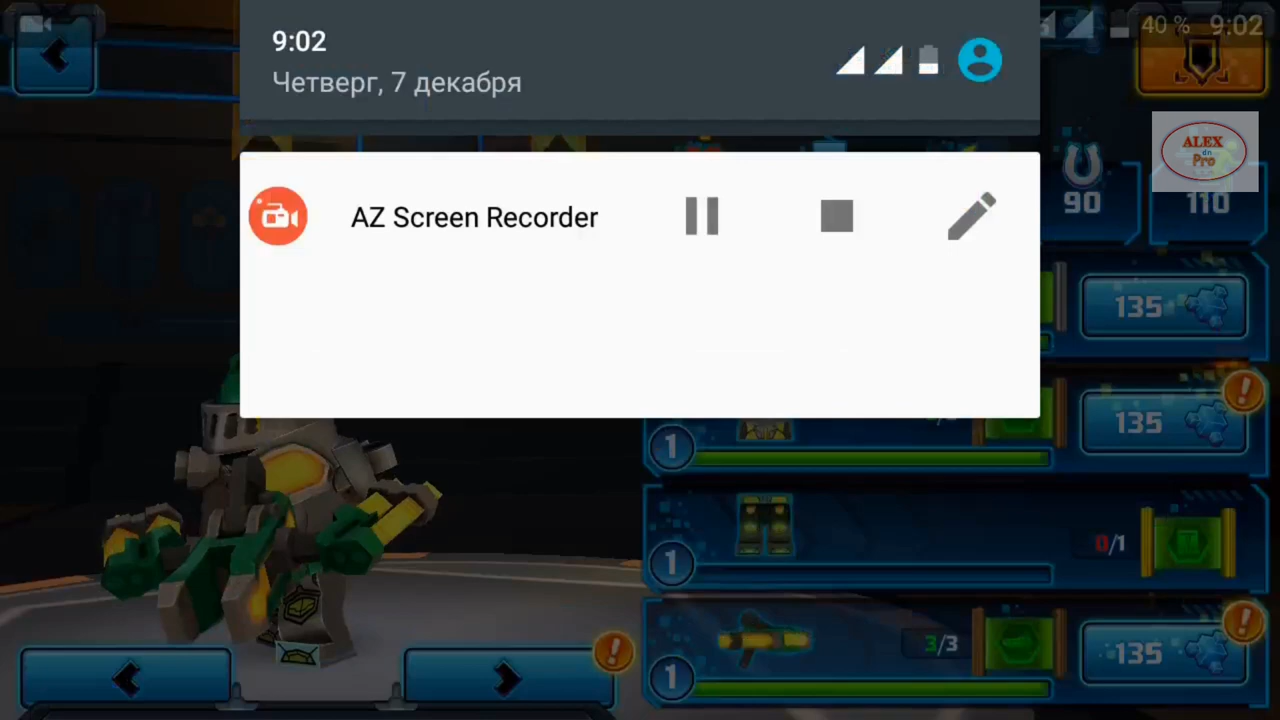 40 % 9:02
9:02
Четверг, 7 декабря
ALEX
dn
Pro
AZ Screen Recorder
90
110
135
135
1
1
0/1
1
3/3
135